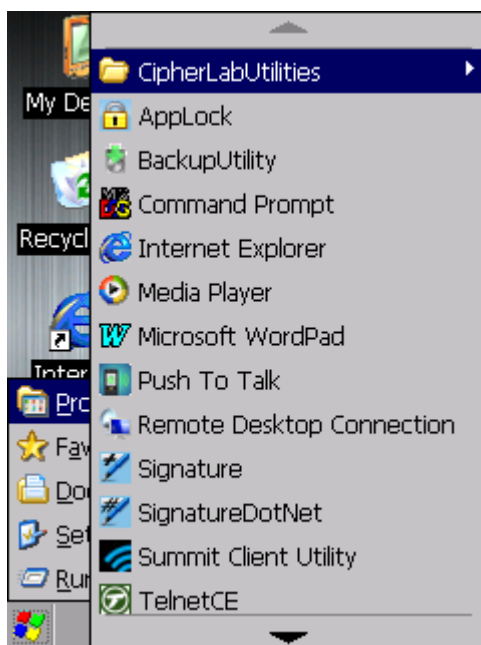 My De
Recycl
Inter
CipherLabUtilities
AppLock
BackupUtility
Command Prompt
Internet Explorer
Media Player
Microsoft WordPad
Push To Talk
Remote Desktop Connection
Signature
SignatureDotNet
Summit Client Utility
TelnetCE
Pro
Fav
Do
Set
Run